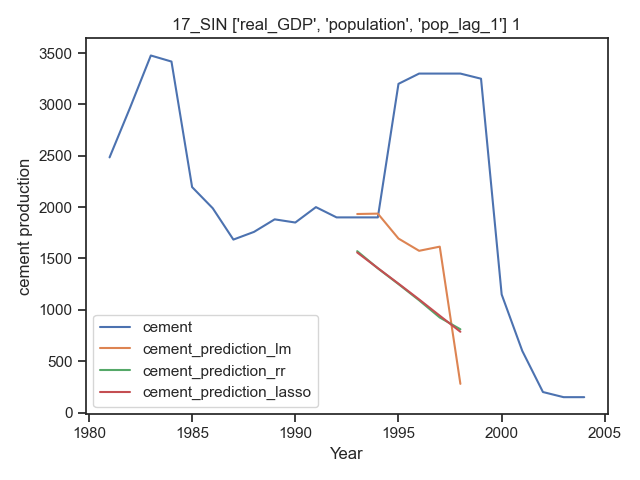 17_SIN ['real_GDP', 'population', 'pop_lag_1'] 1
cement production
3500
3000
2500
2000
1500
1000
500
0
cement
cement_prediction_lm
cement_prediction_rr
cement_prediction_lasso
1980 1985 1990 1995 2000 2005
Year